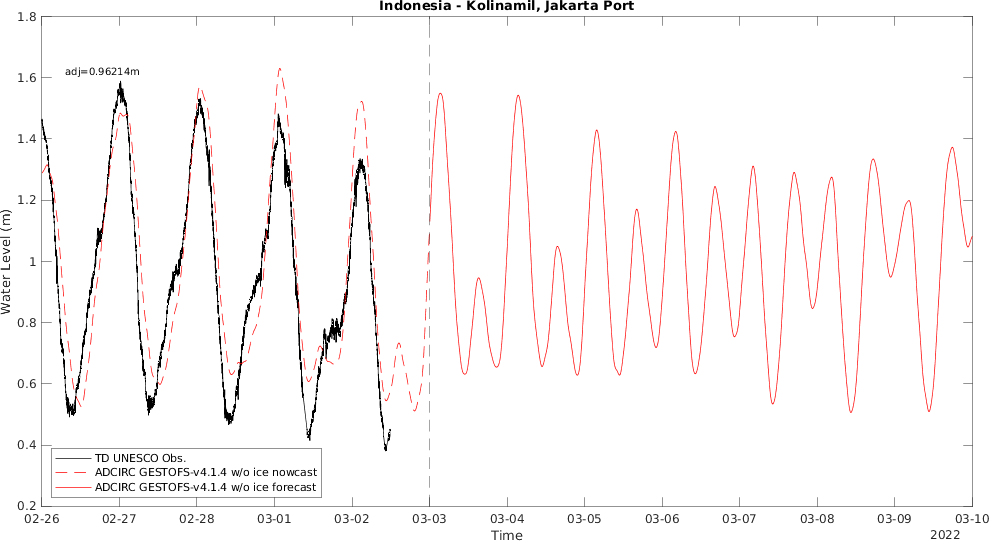 Indonesia - Kolinamil, Jakarta Port
1.8
1.6
1.4
1.2
1
0.8
0.6
0.4
0.2
Water Level (m)
adj=0.96214m
TD UNESCO Obs.
ADCIRC GESTOFS-v4.1.4 w/o ice nowcast
ADCIRC GESTOFS-v4.1.4 w/o ice forecast
02-26 02-27 02-28 03-01 03-02 03-03 03-04 03-05 03-06 03-07 03-08 03-09 03-10
Time
2022